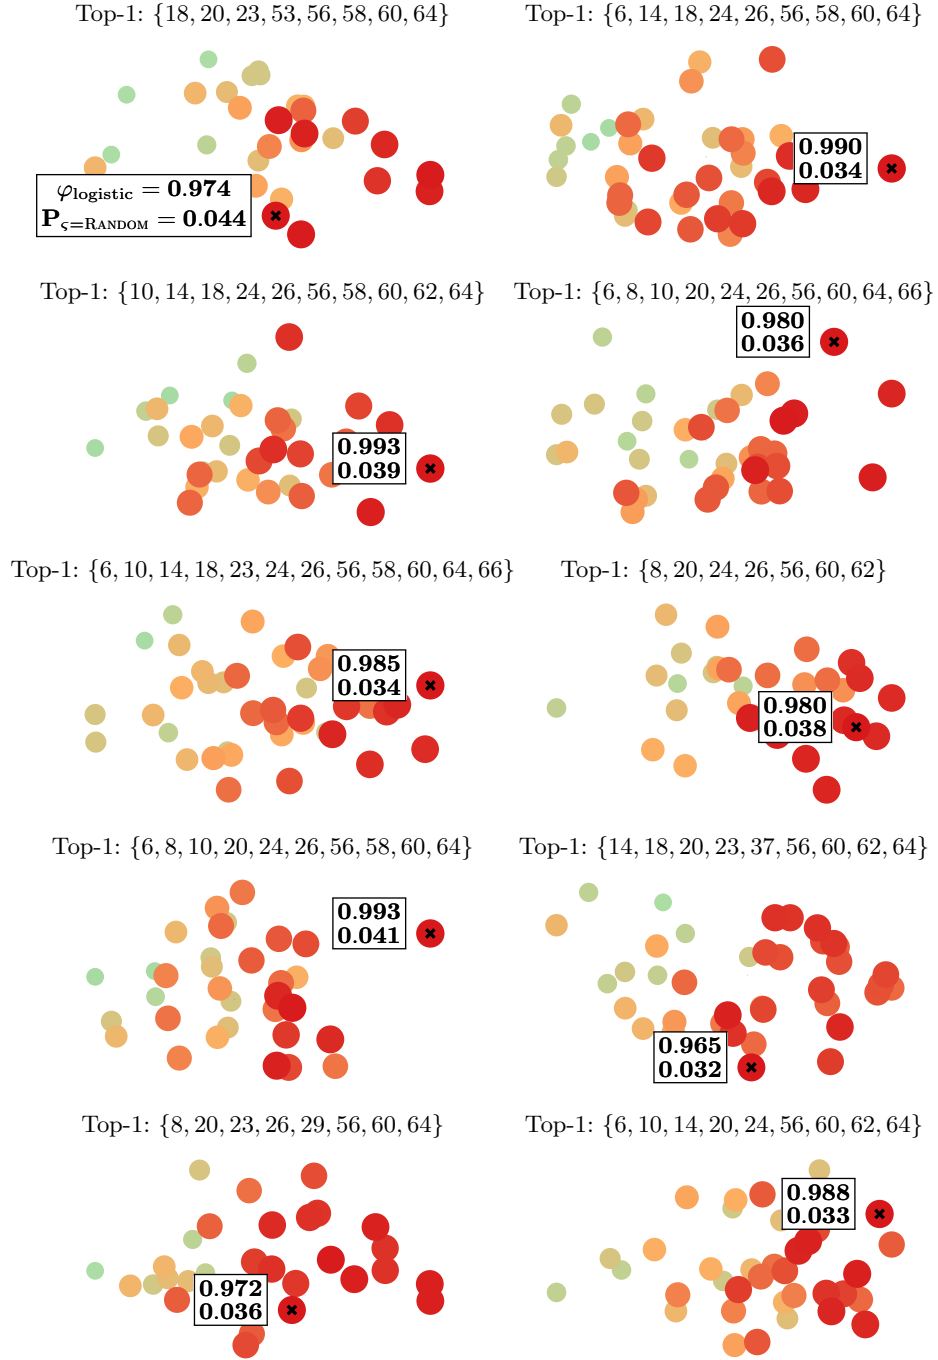 Top-1: {18, 20, 23, 53, 56, 58, 60, 64}
Top-1: {6, 14, 18, 24, 26, 56, 58, 60, 64}
φlogistic = 0.974
Pς=Random = 0.044
0.990
0.034
Top-1: {10, 14, 18, 24, 26, 56, 58, 60, 62, 64}
Top-1: {6, 8, 10, 20, 24, 26, 56, 60, 64, 66}
0.993
0.039
0.980
0.036
Top-1: {6, 10, 14, 18, 23, 24, 26, 56, 58, 60, 64, 66}
Top-1: {8, 20, 24, 26, 56, 60, 62}
0.985
0.034
0.980
0.038
Top-1: {6, 8, 10, 20, 24, 26, 56, 58, 60, 64}
Top-1: {14, 18, 20, 23, 37, 56, 60, 62, 64}
0.993
0.041
0.965
0.032
Top-1: {8, 20, 23, 26, 29, 56, 60, 64}
Top-1: {6, 10, 14, 20, 24, 56, 60, 62, 64}
0.972
0.036
0.988
0.033